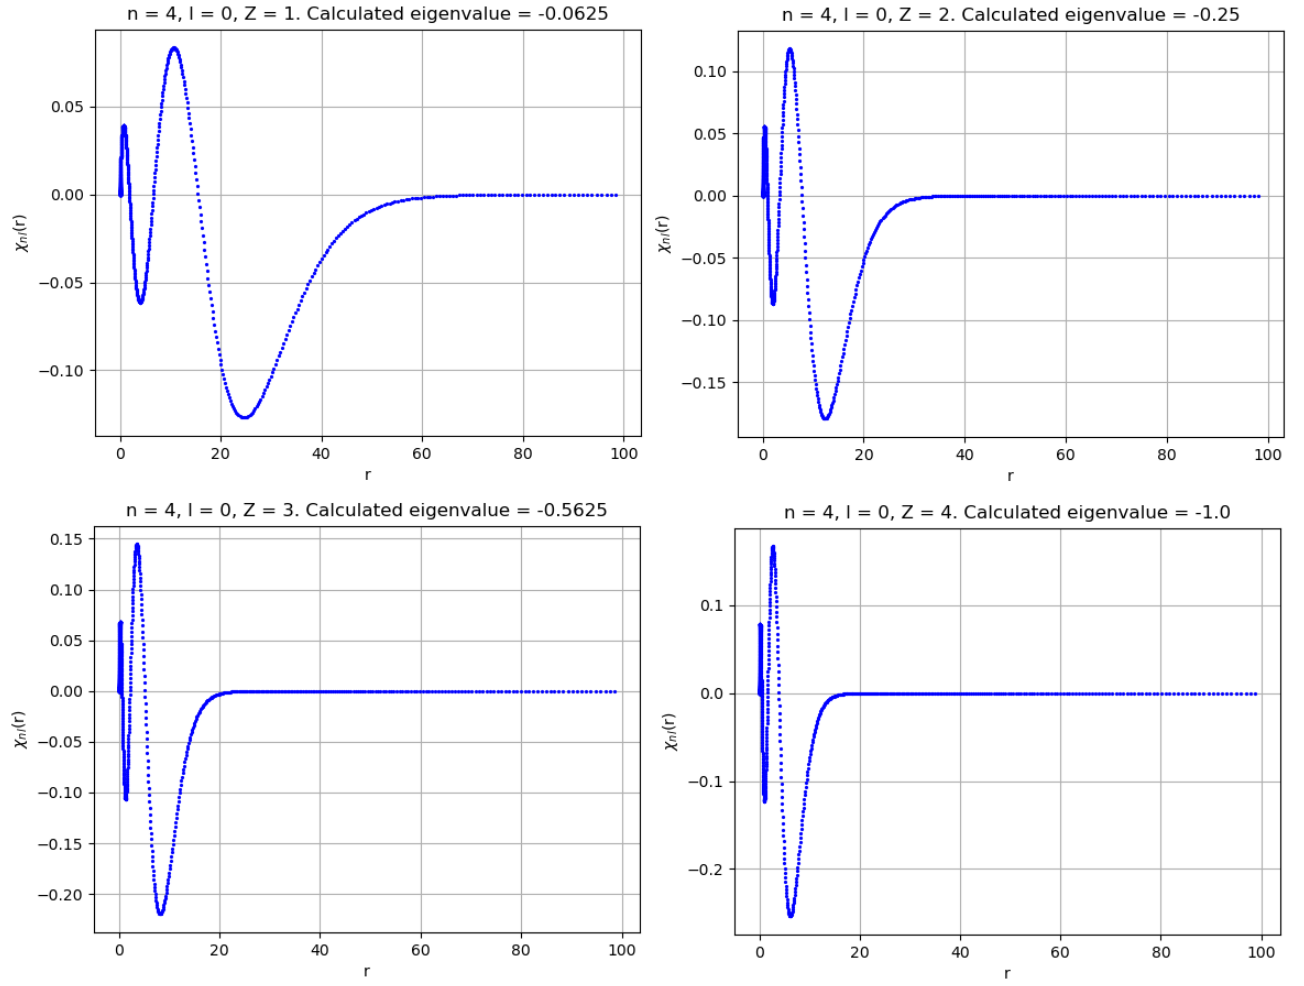 n = 4, l = 0, Z = 1. Calculated eigenvalue = -0.0625
0.05
0.00
−0.05
−0.10
χnl(r)
0 20 40 60 80 100
r
n = 4, l = 0, Z = 2. Calculated eigenvalue = -0.25
0.10
0.05
0.00
−0.05
−0.10
−0.15
χnl(r)
0 20 40 60 80 100
r
n = 4, l = 0, Z = 3. Calculated eigenvalue = -0.5625
0.15
0.10
0.05
0.00
−0.05
−0.10
−0.15
−0.20
χnl(r)
0 20 40 60 80 100
r
n = 4, l = 0, Z = 4. Calculated eigenvalue = -1.0
0.1
0.0
−0.1
−0.2
χnl(r)
0 20 40 60 80 100
r